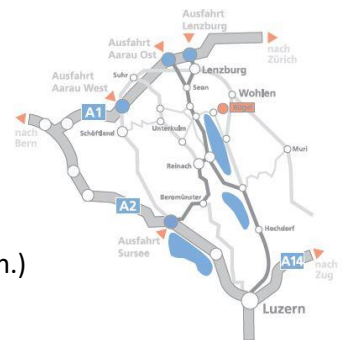 Ausfahrt
Lenzburg
Ausfahrt
Aarau Ost
nach
Zürich
Ausfahrt
Aarau West
Suhr
Lenzburg
Seon
Wohlen
A1
nach
Bern
Schöftland
Unterkulm
Reinach
Muri
Beromünster
A2
Hochdorf
Ausfahrt
Sursee
n.)
A14
nach
Zug
Luzern